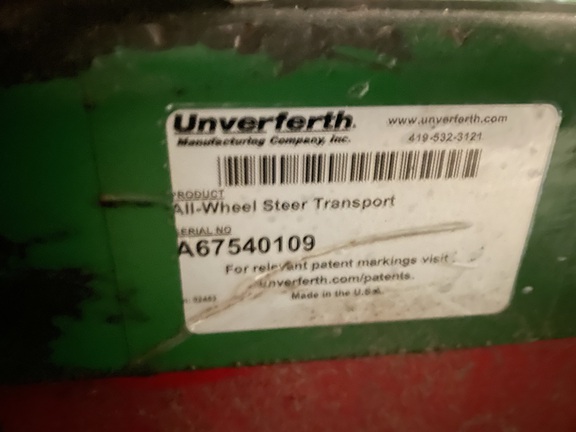 Unverferth
Manufacturing Company, Inc.
www.unverferth.com
419-532-3121
PRODUCT
All-Wheel Steer Transport
SERIAL NO
A67540109
For relevant patent markings visit
unverferth.com/patents.
Made in the U.S.A.